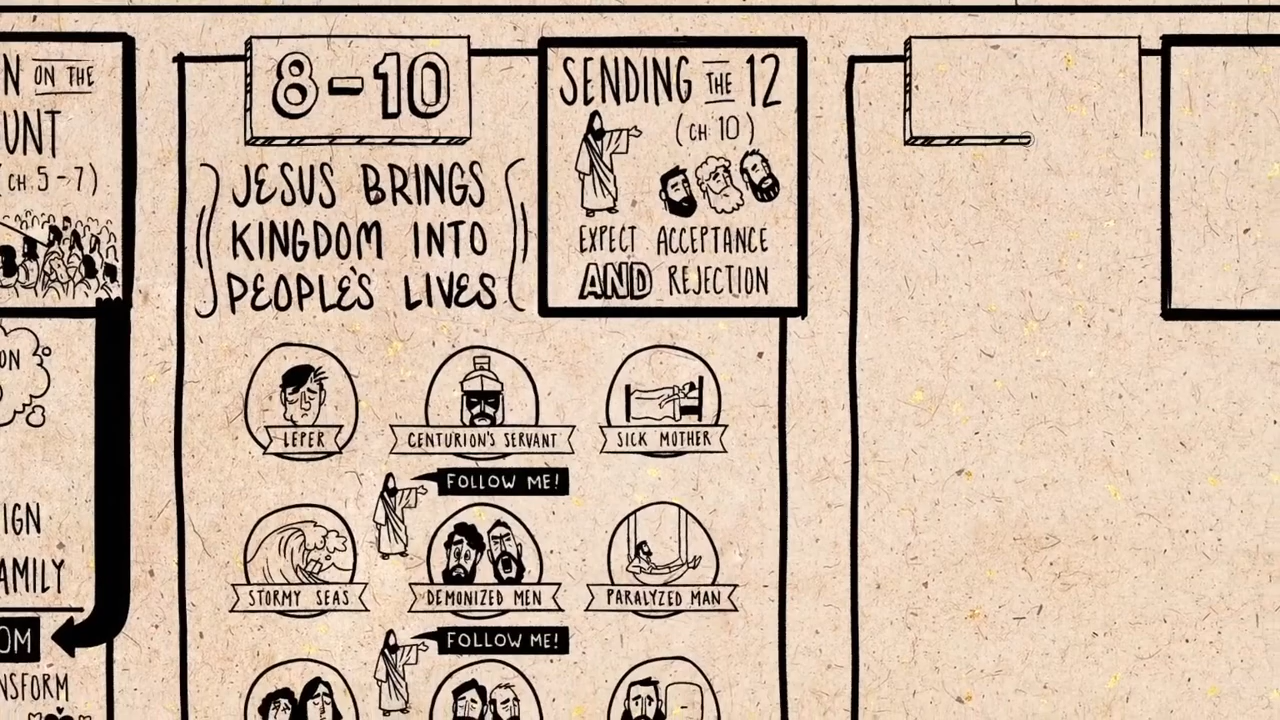 N ON THE
UNT
(CH 5-7)
ON
IGN
AMILY
OM
NSFORM
8-10
JESUS BRINGS
KINGDOM INTO
PEOPLE'S LIVES
SENDING THE 12
(CH 10)
EXPECT ACCEPTANCE
AND REJECTION
LEPER
CENTURION'S SERVANT
SICK MOTHER
FOLLOW ME!
STORMY SEAS
DEMONIZED MEN
PARALYZED MAN
FOLLOW ME!